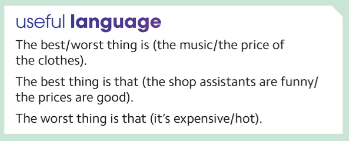 useful language
The best/worst thing is (the music/the price of
the clothes).
The best thing is that (the shop assistants are funny/
the prices are good).
The worst thing is that (it's expensive/hot).